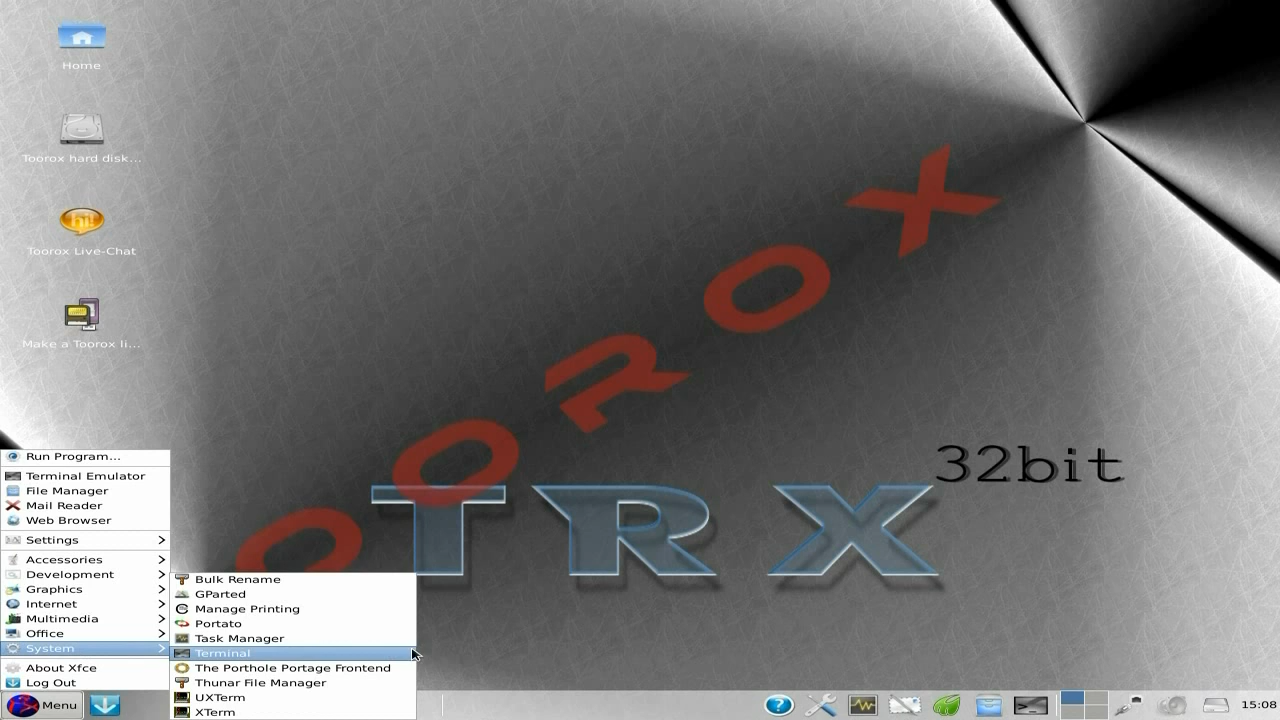 Home
Toorox hard disk...
Toorox Live-Chat
Make a Toorox li...
OOROX
TRX
32bit
Run Program...
Terminal Emulator
File Manager
Mail Reader
Web Browser
Settings
Accessories
Development
Graphics
Internet
Multimedia
Office
System
About Xfce
Log Out
Bulk Rename
GParted
Manage Printing
Portato
Task Manager
Terminal
The Porthole Portage Frontend
Thunar File Manager
UXTerm
XTerm
Menu
15:08